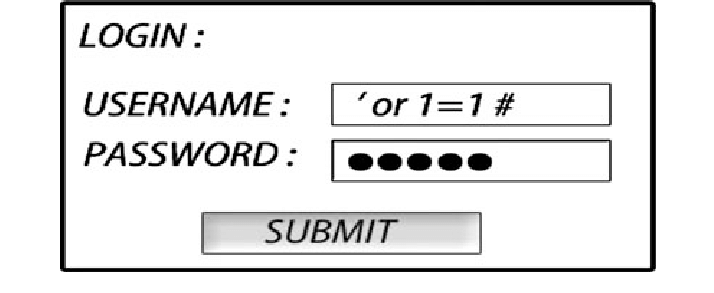 LOGIN :
USERNAME : ' or 1=1 #
PASSWORD : ●●●●●
SUBMIT